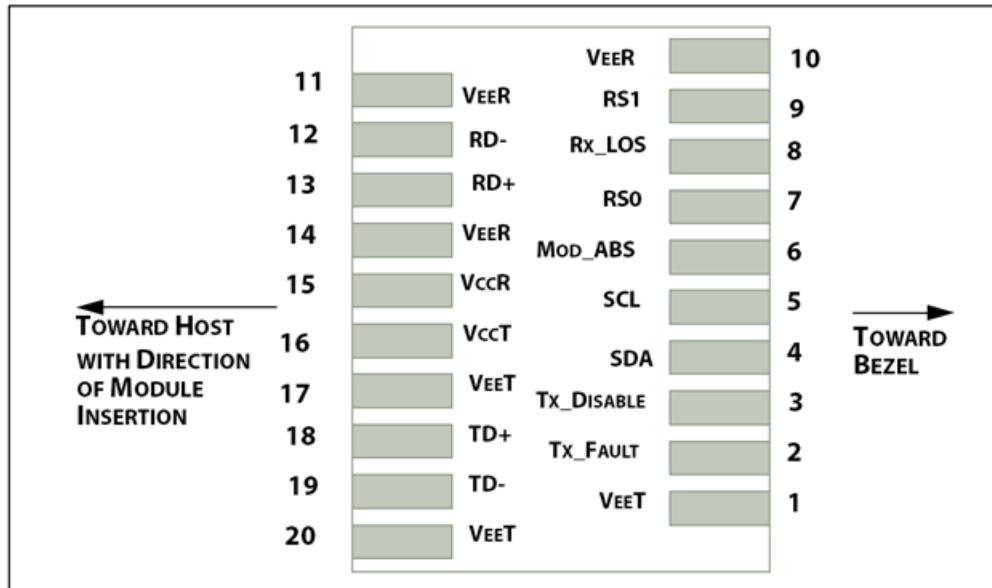 11 VEER
12 RD-
13 RD+
14 VEER
15 VCCR
16 VCCT
17 VEET
18 TD+
19 TD-
20 VEET
VEER 10
RS1 9
RX_LOS 8
RS0 7
MOD_ABS 6
SCL 5
SDA 4
TX_DISABLE 3
TX_FAULT 2
VEET 1
TOWARD HOST
WITH DIRECTION
OF MODULE
INSERTION
TOWARD
BEZEL